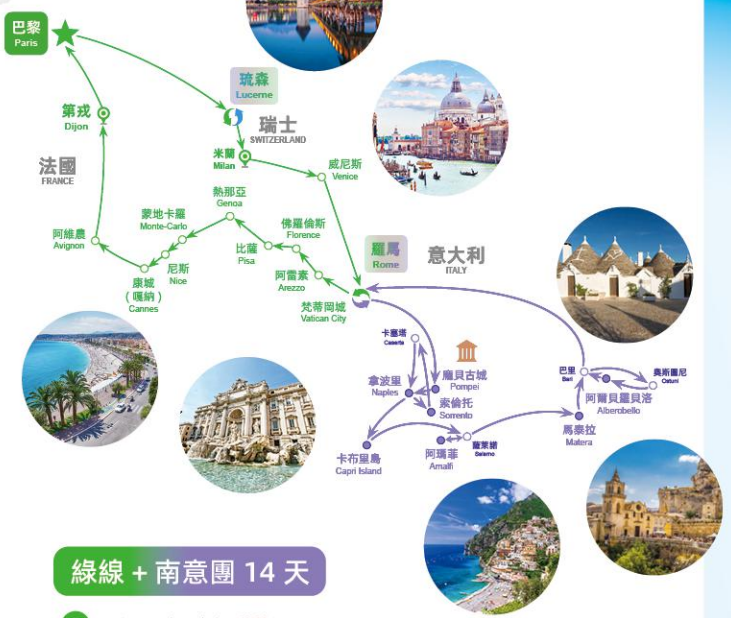 巴黎
Paris
琉森
Lucerne
第戎
Dijon
瑞士
SWITZERLAND
米蘭
Milan
威尼斯
Venice
法國
FRANCE
熱那亞
Genoa
蒙地卡羅
Monte-Carlo
佛羅倫斯
Florence
阿維農
Avignon
比薩
Pisa
羅馬
Rome
意大利
ITALY
尼斯
Nice
阿雷素
Arezzo
康城
(嘎納)
Cannes
梵蒂岡城
Vatican City
卡塞塔
Caserta
拿波里
Naples
龐貝古城
Pompei
索倫托
Sorrento
巴里
Bari
奧斯圖尼
Ostuni
阿爾貝羅貝洛
Alberobello
馬泰拉
Matera
卡布里島
Capri Island
阿瑪菲
Amalfi
薩萊諾
Salerno
綠線 + 南意團 14 天